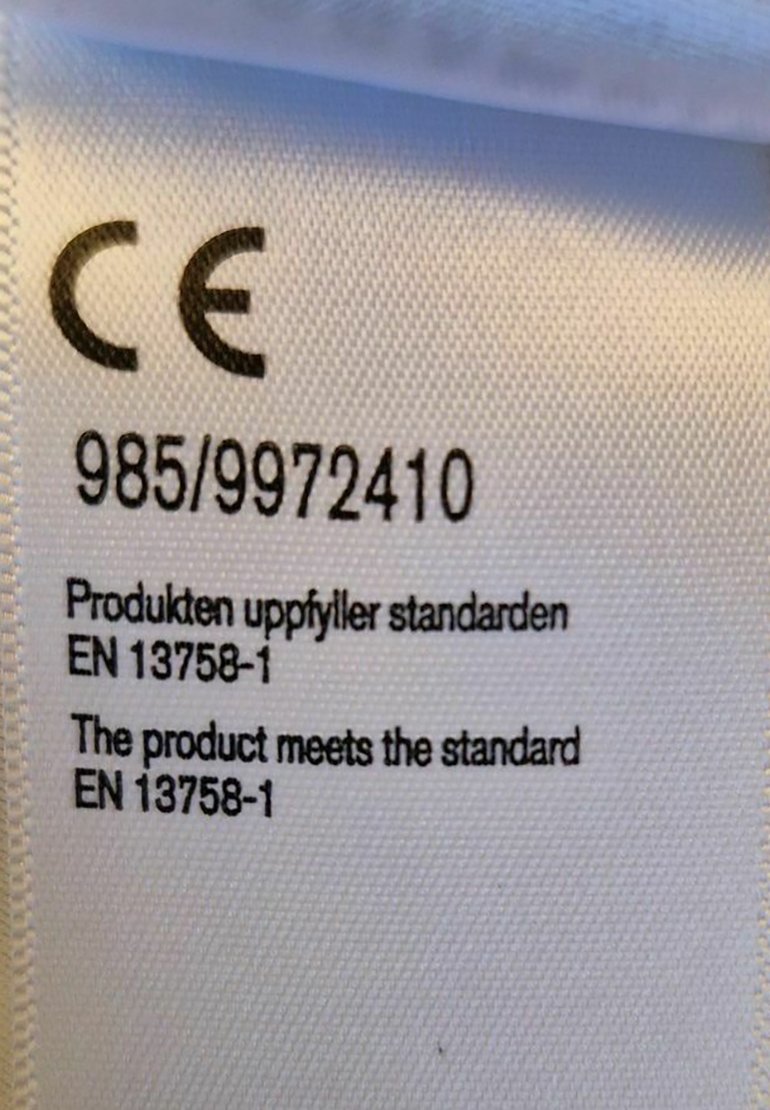 CE
985/9972410
Produkten uppfyller standarden
EN 13758-1
The product meets the standard
EN 13758-1